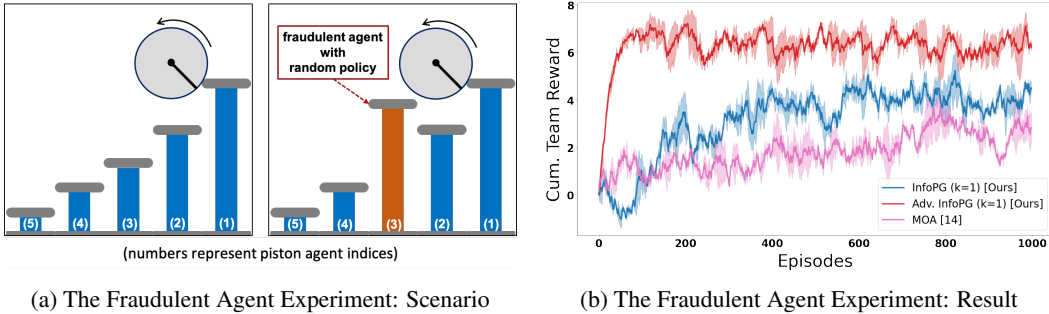 fraudulent agent
with
random policy
(5)
(4)
(3)
(2)
(1)
(5)
(4)
(3)
(2)
(1)
(numbers represent piston agent indices)
(a) The Fraudulent Agent Experiment: Scenario
Cum. Team Reward
8
6
4
2
0
0
200
400
600
800
1000
Episodes
InfoPG (k=1) [Ours]
Adv. InfoPG (k=1) [Ours]
MOA [14]
(b) The Fraudulent Agent Experiment: Result